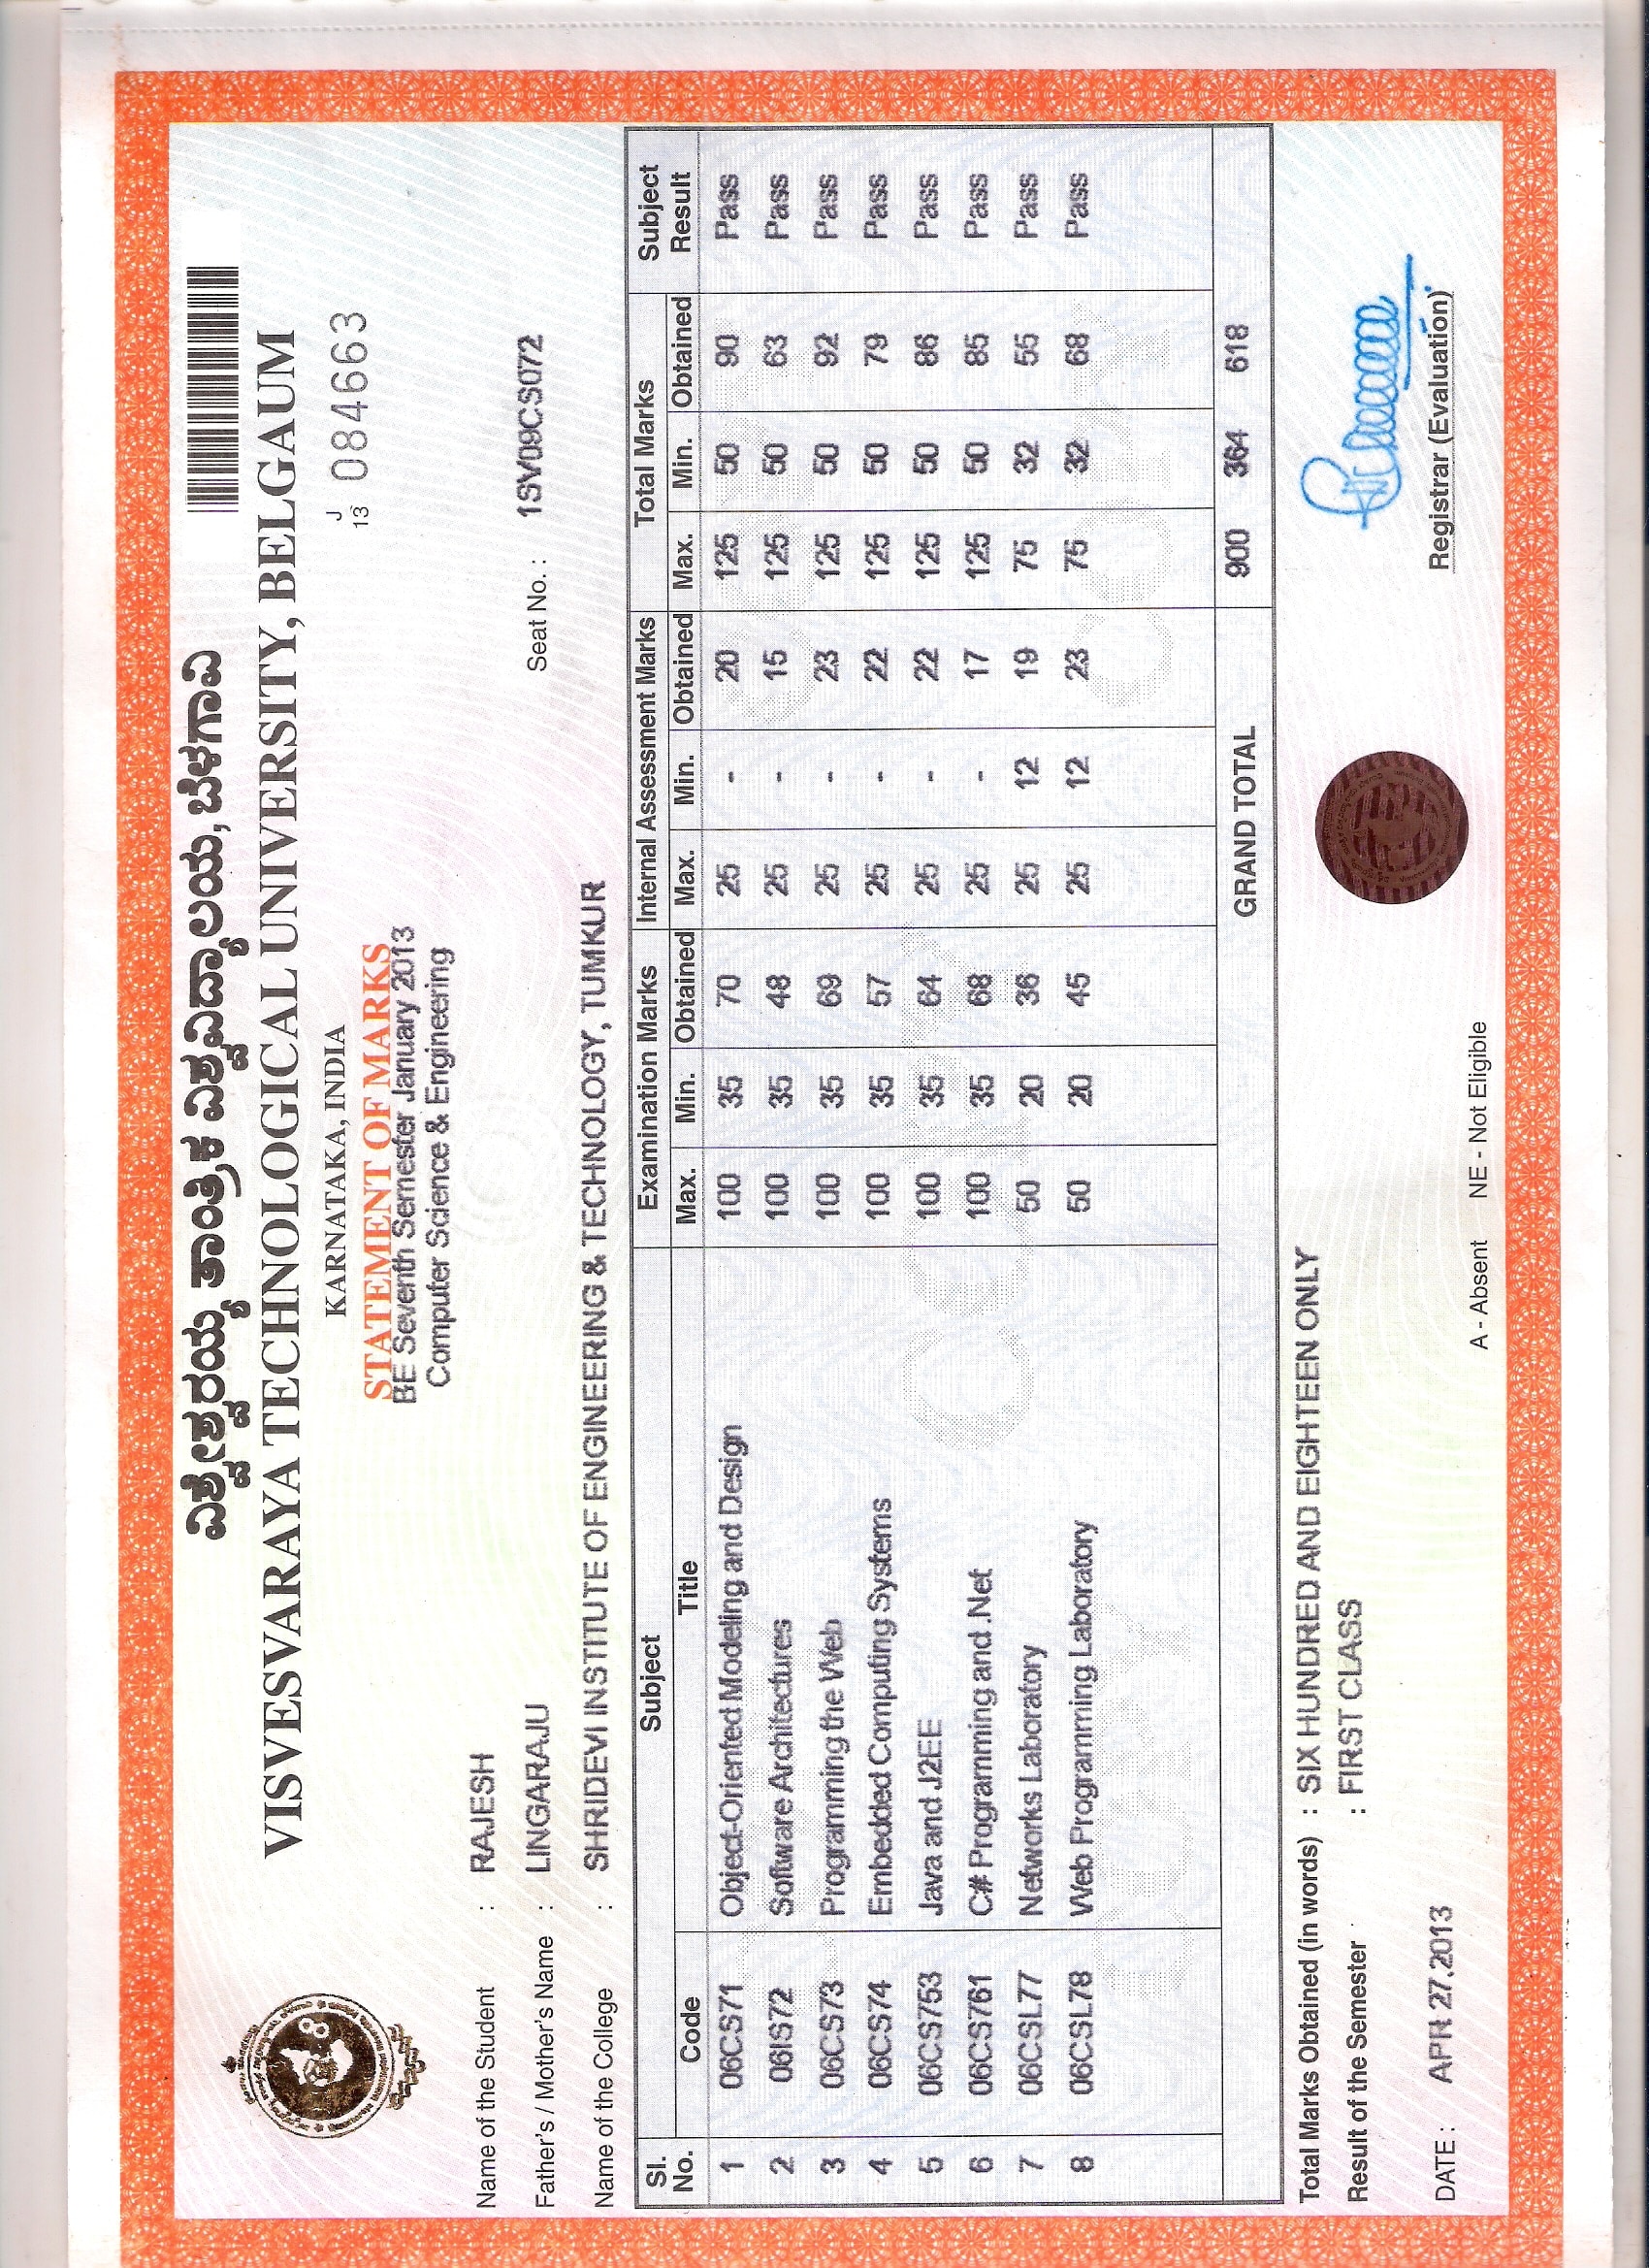 ವಿಶ್ವೇಶ್ವರಯ್ಯ ತಾಂತ್ರಿಕ ವಿಶ್ವವಿದ್ಯಾಲಯ, ಬೆಳಗಾವಿ
VISVESVARAYA TECHNOLOGICAL UNIVERSITY, BELGAUM
KARNATAKA, INDIA
J
13 084663
STATEMENT OF MARKS
BE Seventh Semester January 2013
Computer Science & Engineering
Name of the Student : RAJESH
Father's / Mother's Name : LINGARAJU Seat No. : 1SV09CS072
Name of the College : SHRIDEVI INSTITUTE OF ENGINEERING & TECHNOLOGY, TUMKUR
Sl. No. Subject Examination Marks Internal Assessment Marks Total Marks Subject Result
Code Title Max. Min. Obtained Max. Min. Obtained Max. Min. Obtained
1 06CS71 Object-Oriented Modeling and Design 100 35 70 25 - 20 125 50 90 Pass
2 06IS72 Software Architectures 100 35 48 25 - 15 125 50 63 Pass
3 06CS73 Programming the Web 100 35 69 25 - 23 125 50 92 Pass
4 06CS74 Embedded Computing Systems 100 35 57 25 - 22 125 50 79 Pass
5 06CS753 Java and J2EE 100 35 64 25 - 22 125 50 86 Pass
6 06CS761 C# Programming and .Net 100 35 68 25 - 17 125 50 85 Pass
7 06CSL77 Networks Laboratory 50 20 36 25 12 19 75 32 55 Pass
8 06CSL78 Web Programming Laboratory 50 20 45 25 12 23 75 32 68 Pass
GRAND TOTAL 900 364 618
Total Marks Obtained (in words) : SIX HUNDRED AND EIGHTEEN ONLY
Result of the Semester : FIRST CLASS
DATE : APR 27.2013
Registrar (Evaluation)
A - Absent NE - Not Eligible